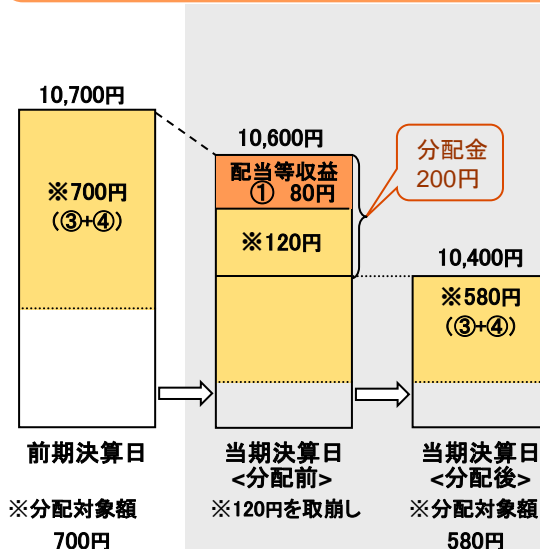 10,700円
※700円
(③+④)
10,600円
配当等収益
① 80円
※120円
分配金
200円
10,400円
※580円
(③+④)
前期決算日
当期決算日
<分配前>
当期決算日
<分配後>
※分配対象額
700円
※120円を取崩し
※分配対象額
580円